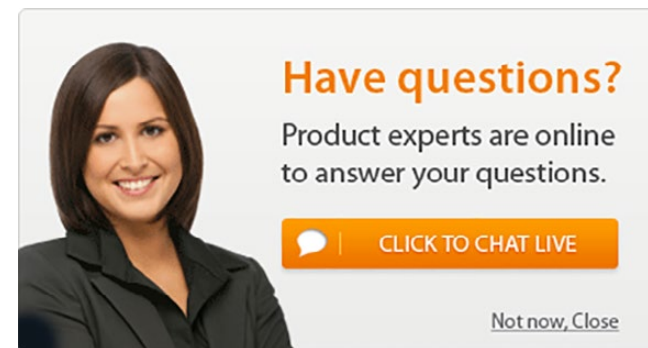 Have questions?
Product experts are online
to answer your questions.
CLICK TO CHAT LIVE
Not now, Close